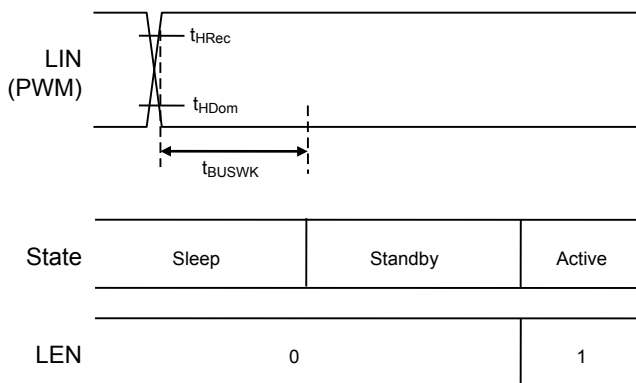 LIN
(PWM)
tHRec
tHDom
tBUSWK
State
Sleep
Standby
Active
LEN
0
1